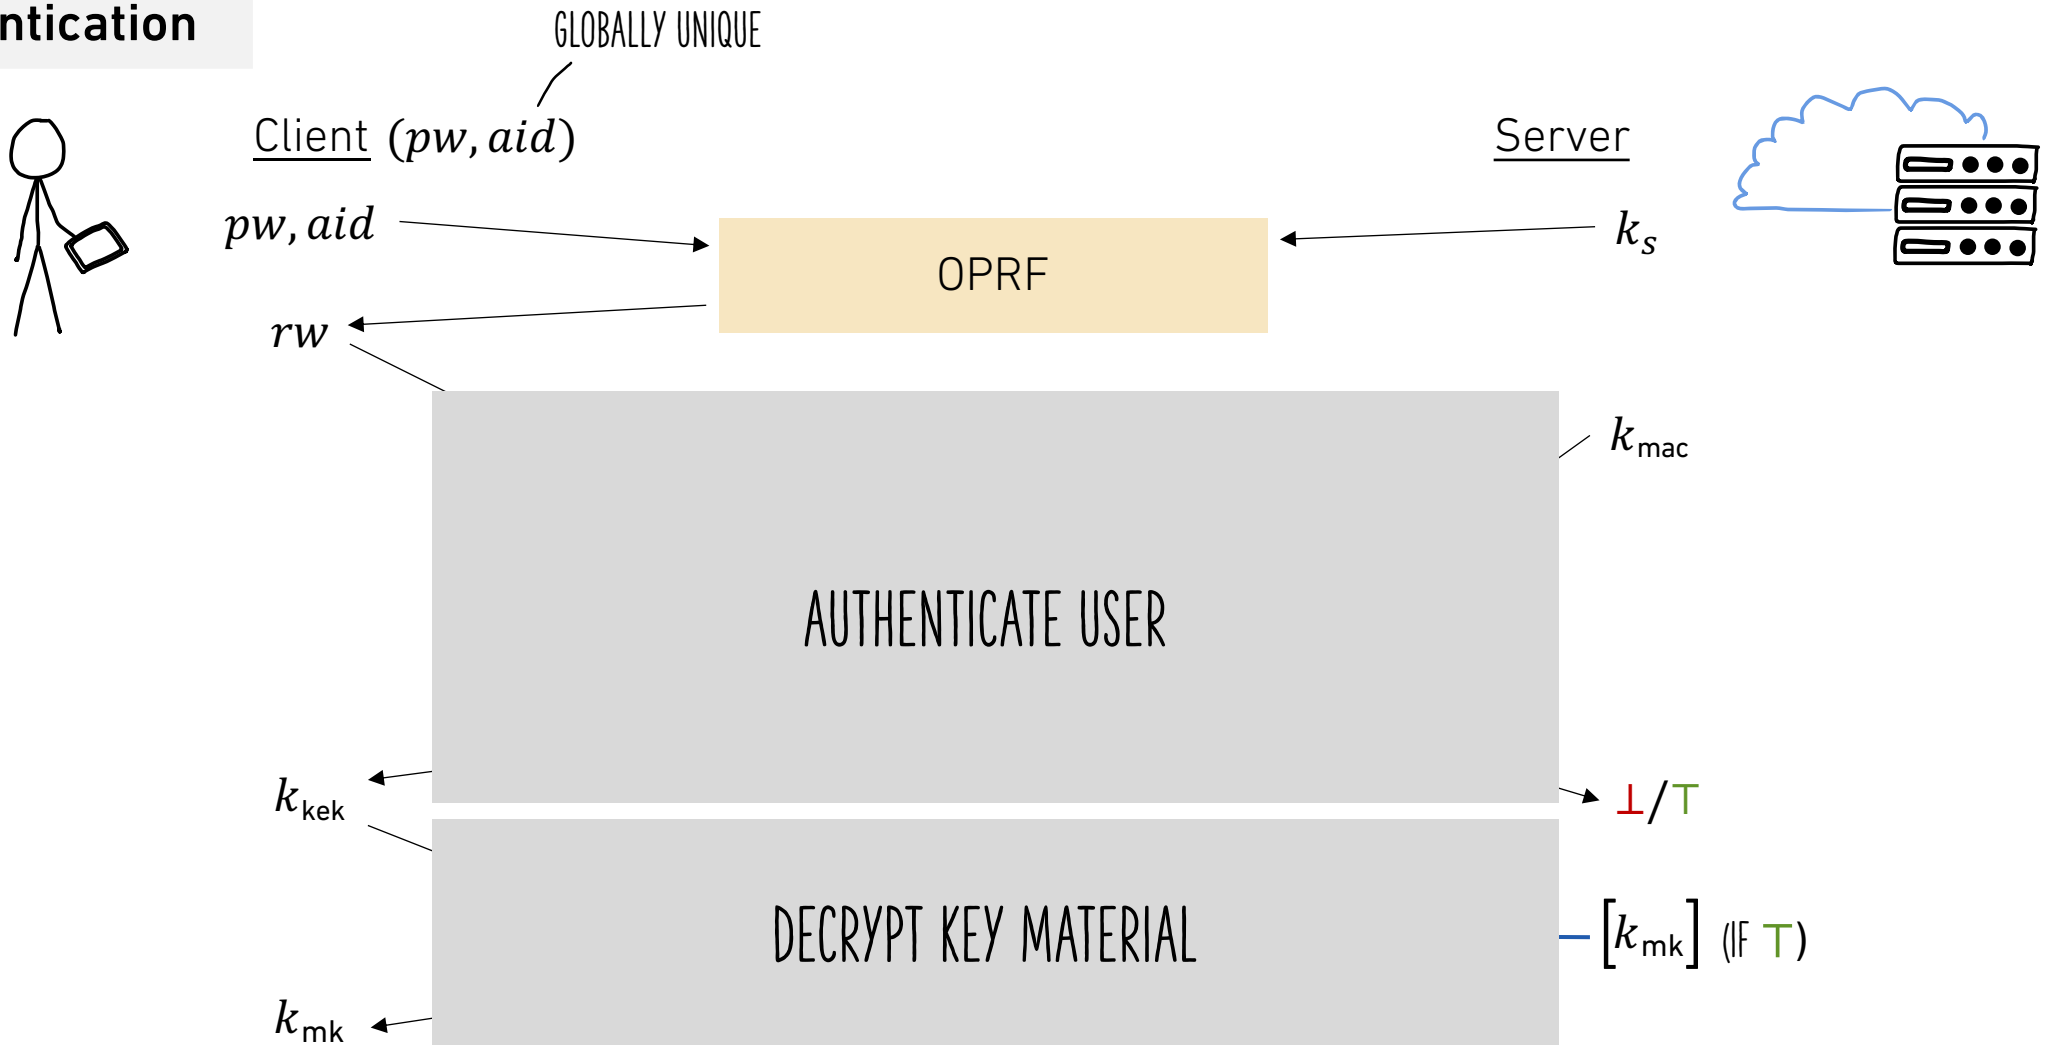 ntication
GLOBALLY UNIQUE
Client (pw, aid)
Server
pw, aid
k_s
OPRF
rw
k_mac
AUTHENTICATE USER
k_kek
⊥/⊤
DECRYPT KEY MATERIAL
[k_mk] (IF ⊤)
k_mk